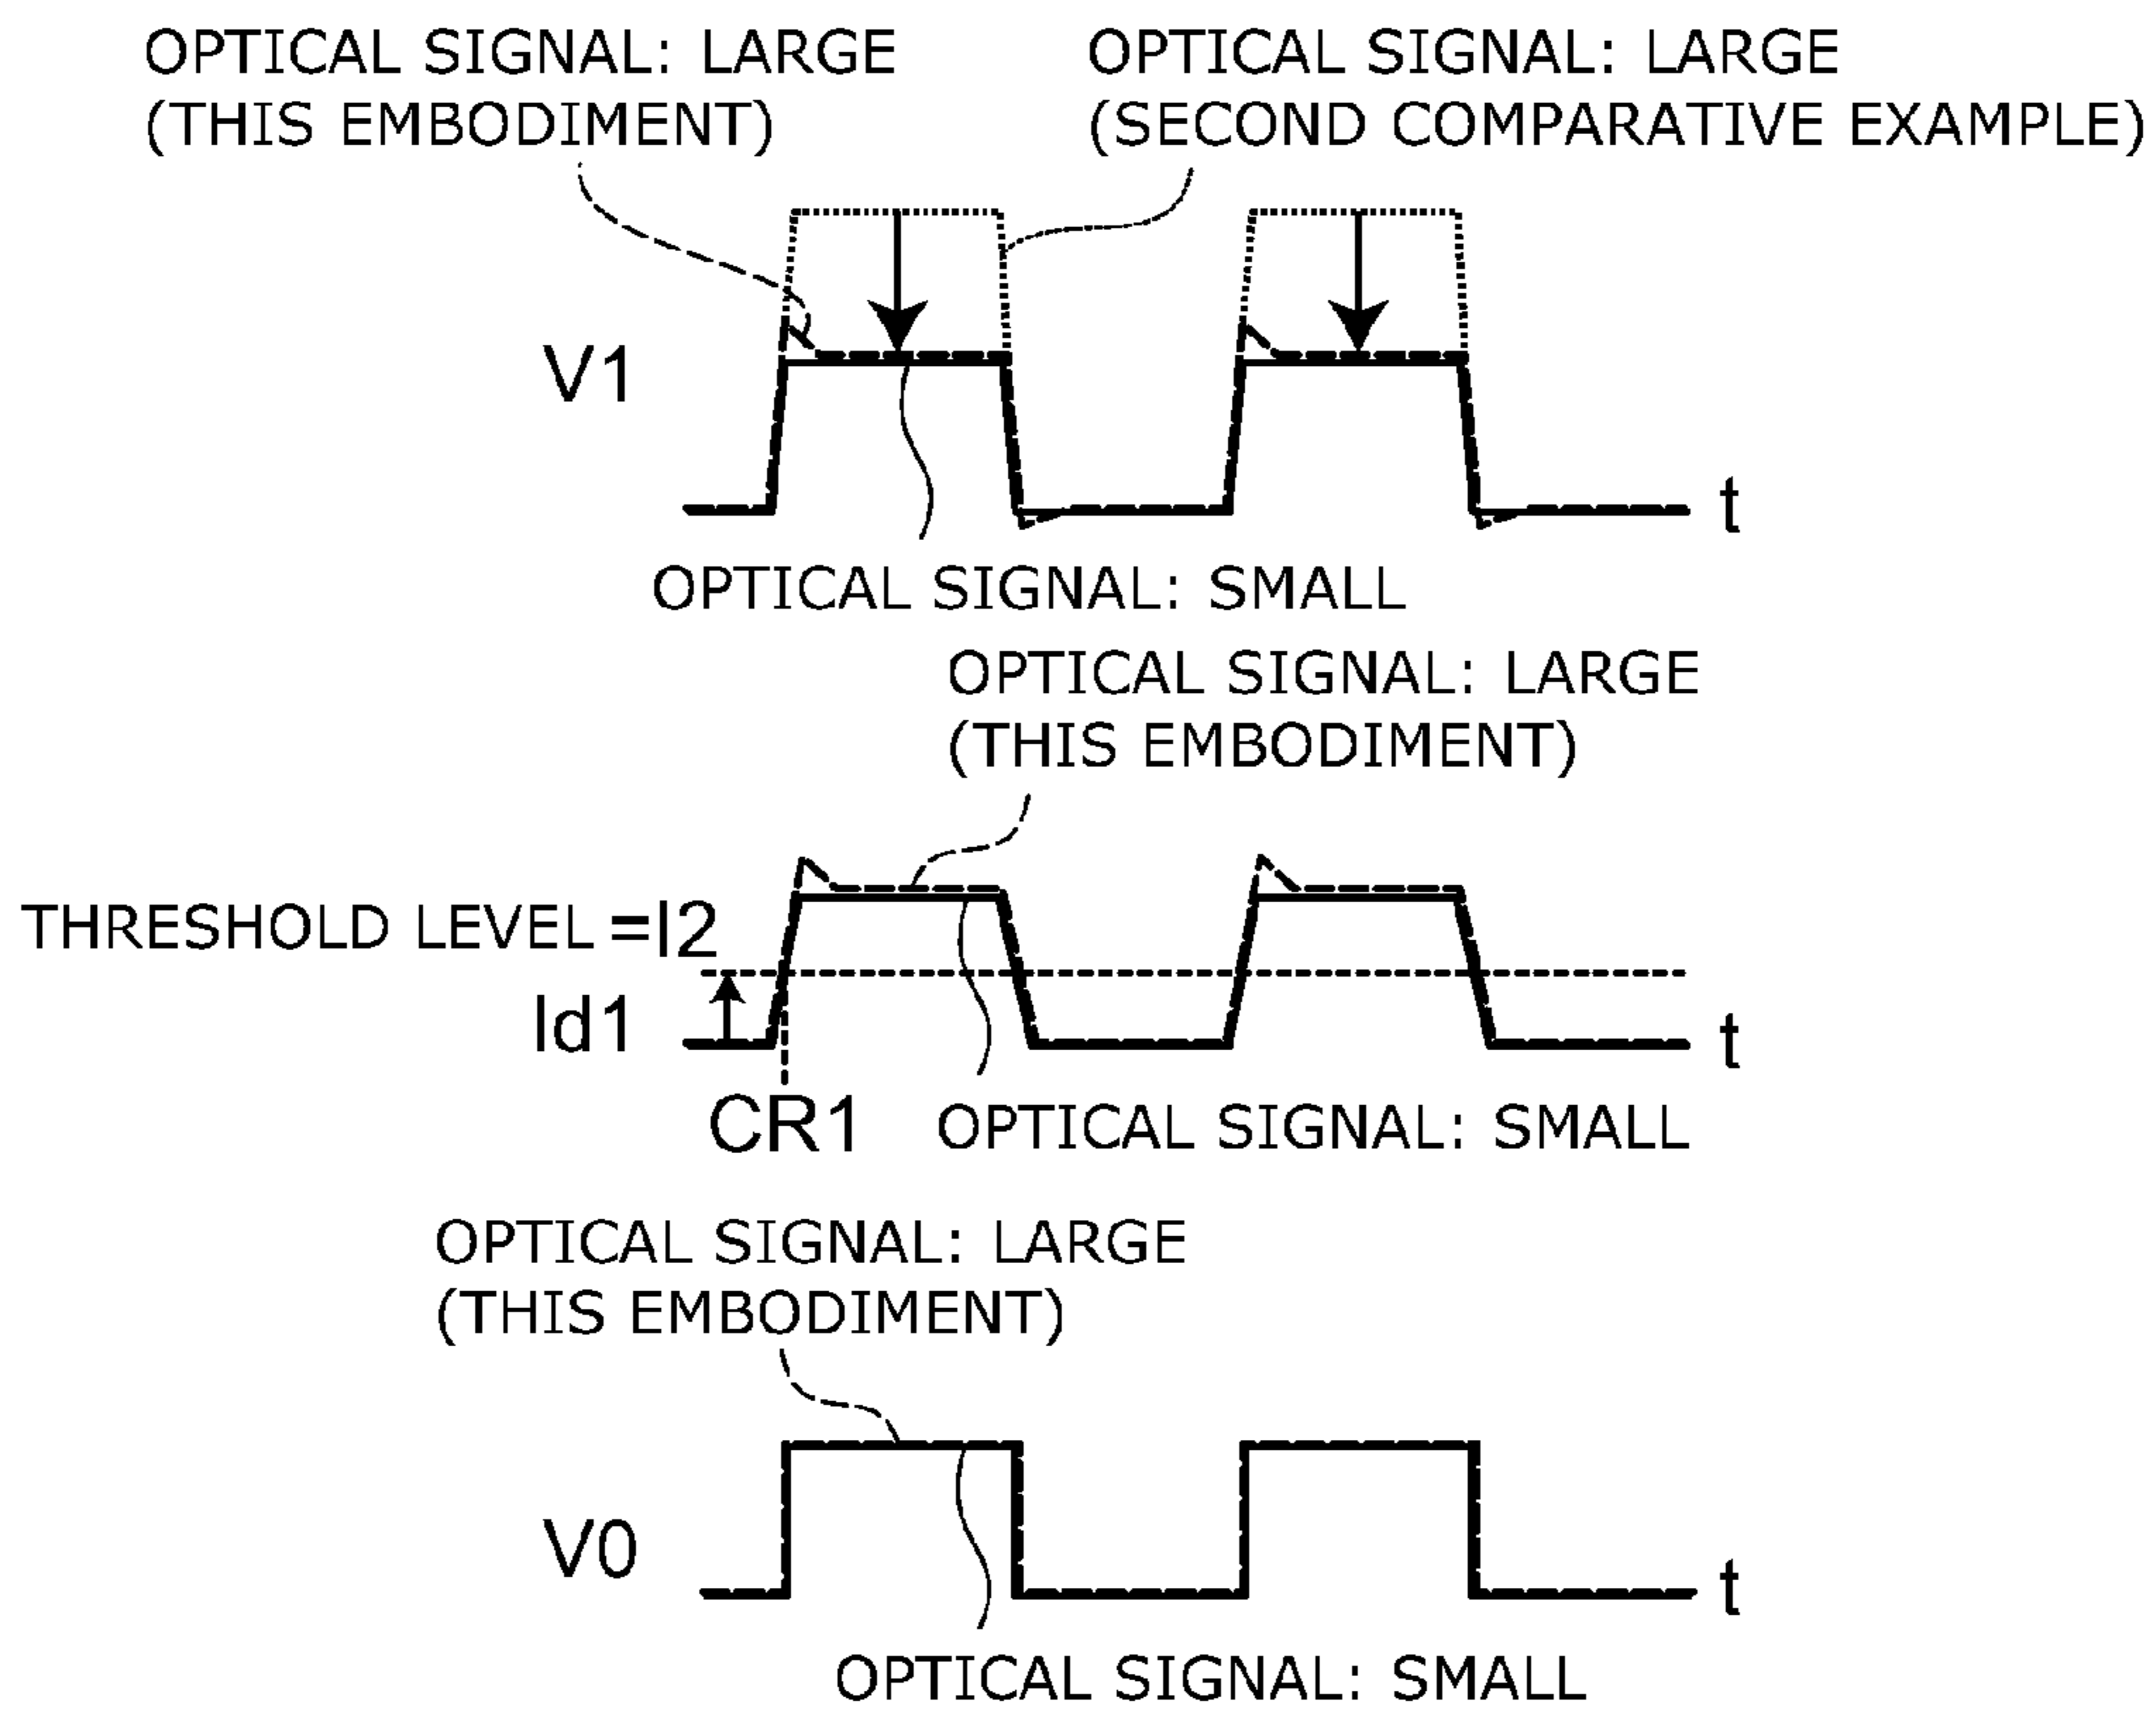 OPTICAL SIGNAL: LARGE
(THIS EMBODIMENT)
OPTICAL SIGNAL: LARGE
(SECOND COMPARATIVE EXAMPLE)
V1
t
OPTICAL SIGNAL: SMALL
OPTICAL SIGNAL: LARGE
(THIS EMBODIMENT)
THRESHOLD LEVEL =I2
Id1
t
CR1
OPTICAL SIGNAL: SMALL
OPTICAL SIGNAL: LARGE
(THIS EMBODIMENT)
V0
t
OPTICAL SIGNAL: SMALL